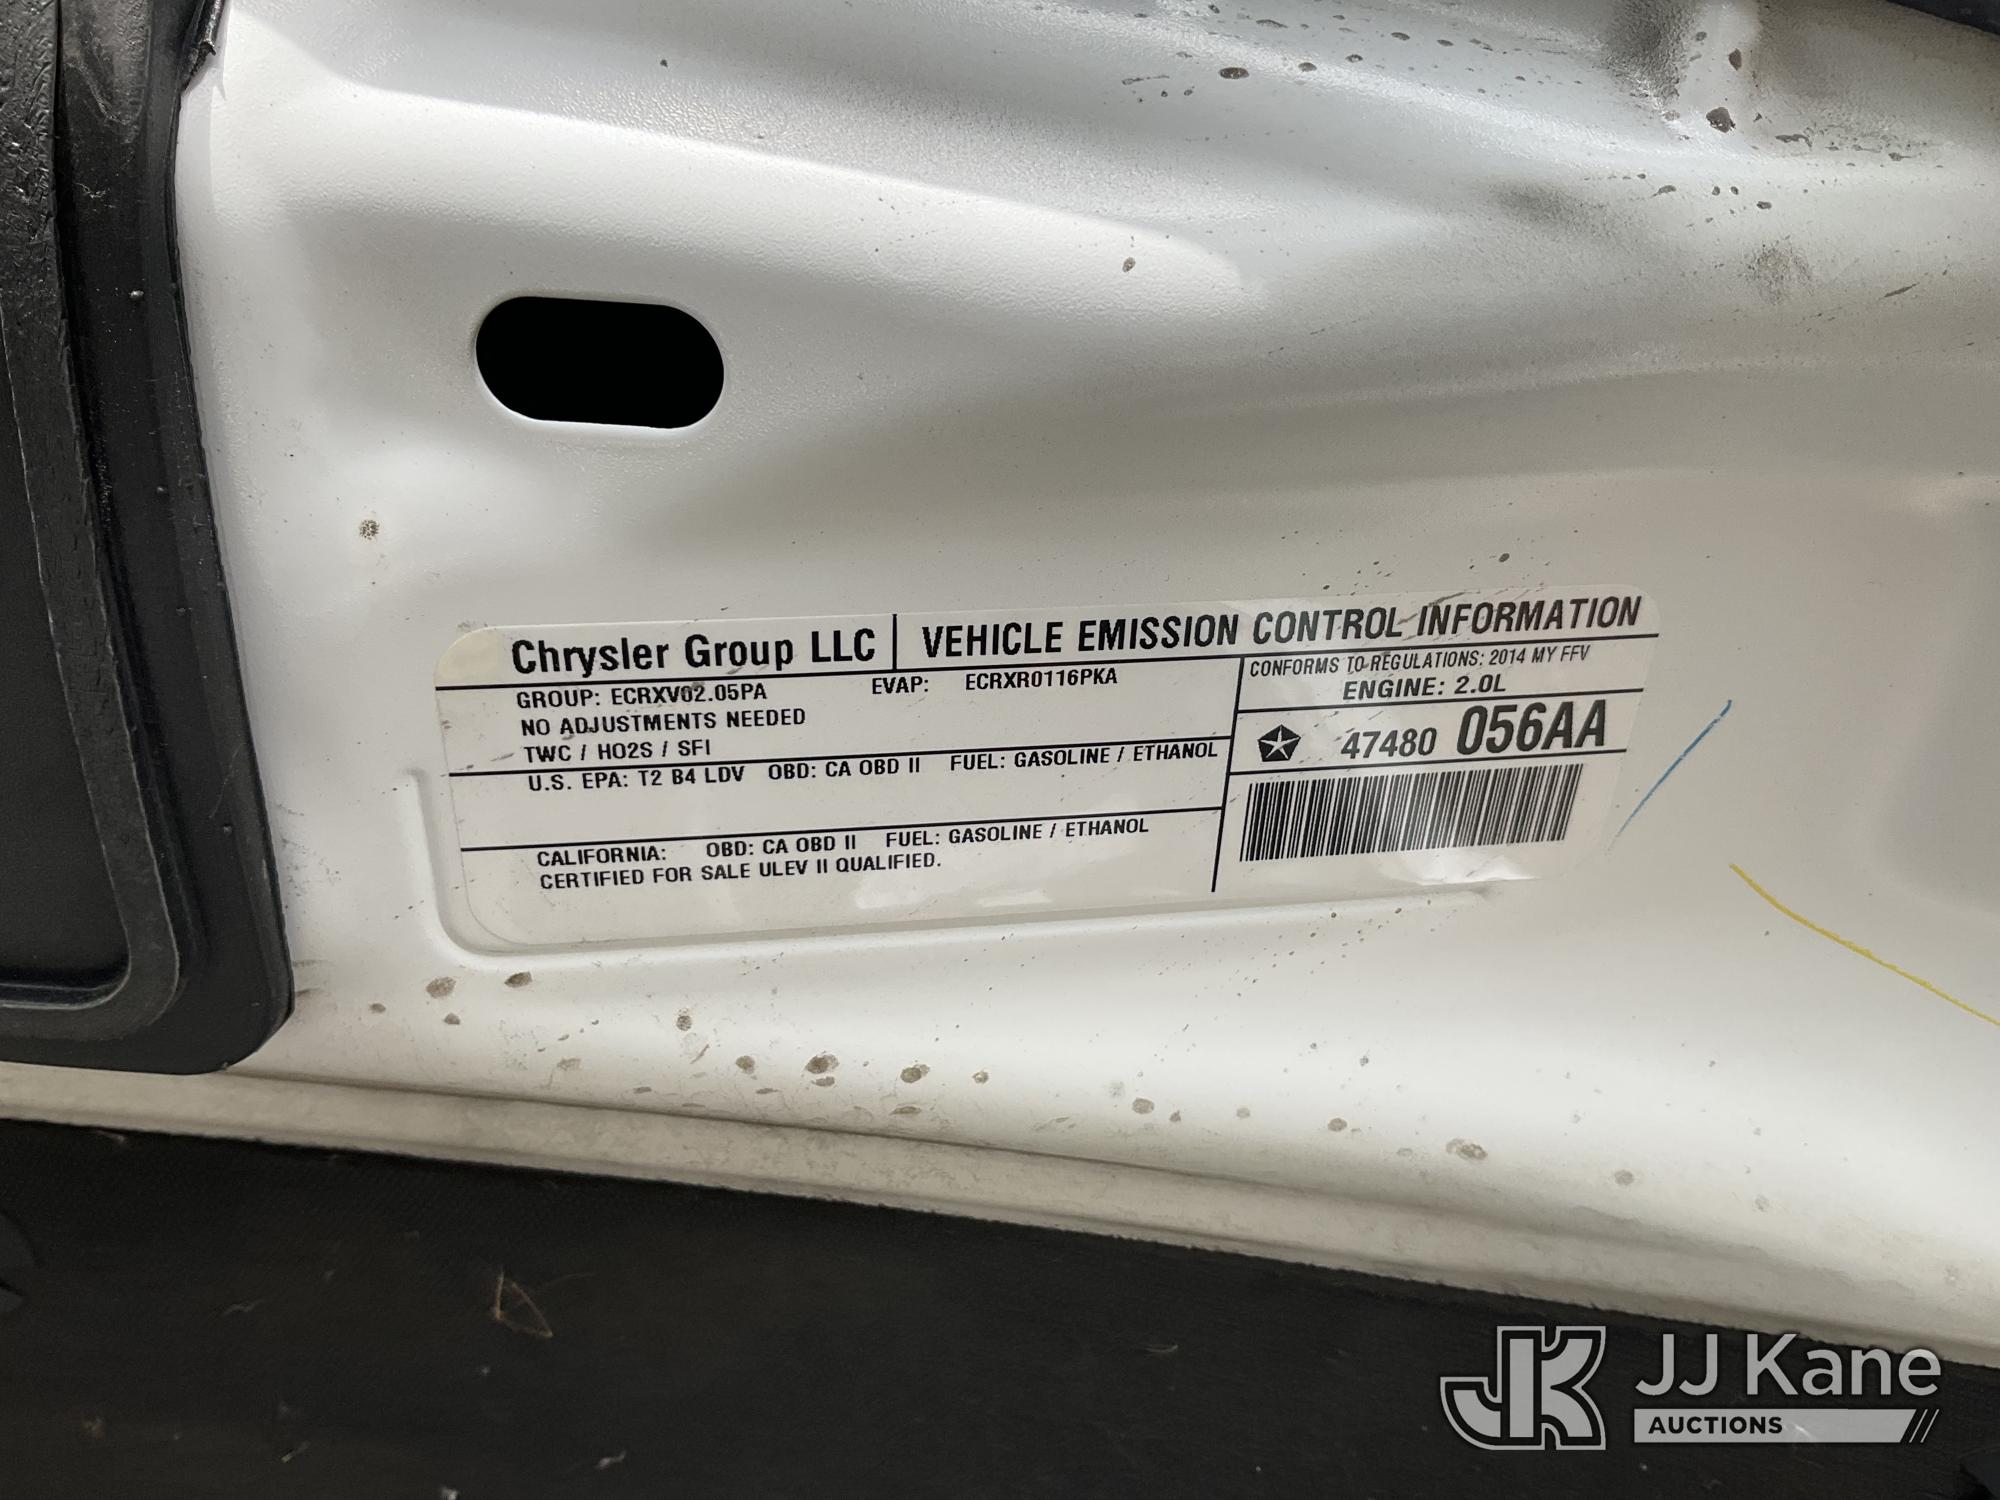 Chrysler Group LLC | VEHICLE EMISSION CONTROL INFORMATION
GROUP: ECRXV02.05PA EVAP: ECRXR0116PKA
NO ADJUSTMENTS NEEDED
TWC / HO2S / SFI
U.S. EPA: T2 B4 LDV OBD: CA OBD II FUEL: GASOLINE / ETHANOL
CALIFORNIA: OBD: CA OBD II FUEL: GASOLINE / ETHANOL
CERTIFIED FOR SALE ULEV II QUALIFIED.
CONFORMS TO REGULATIONS: 2014 MY FFV
ENGINE: 2.0L
47480 056AA
JK JJ Kane
AUCTIONS